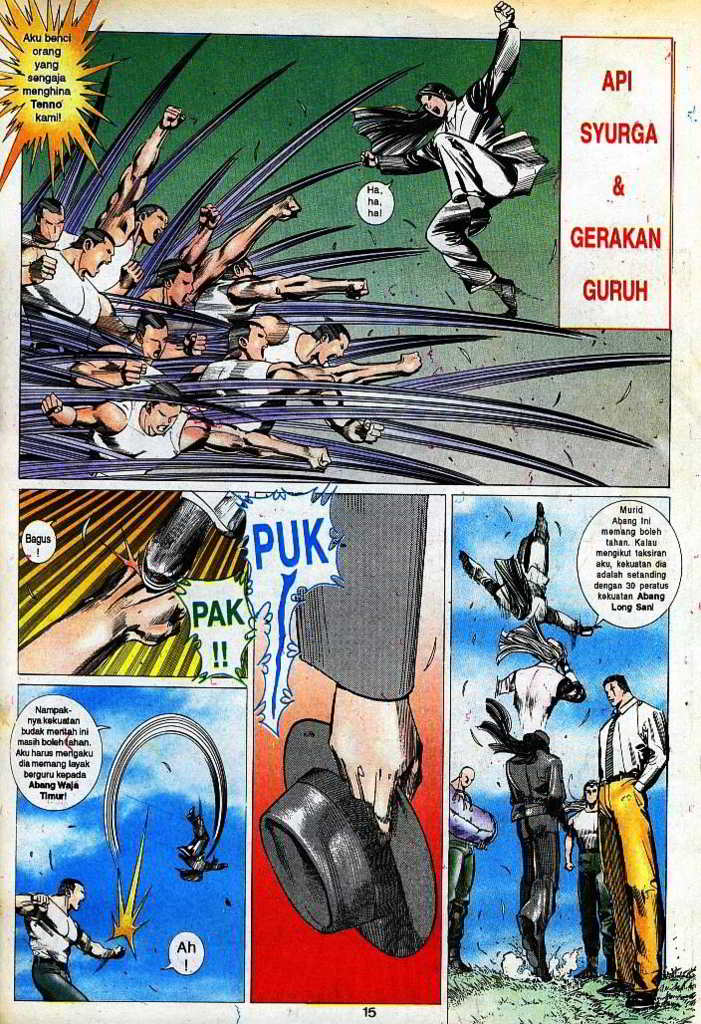 Aku benci
orang
yang
sengaja
menghina
Tenno
kami!
API
SYURGA
&
GERAKAN
GURUH
Ha,
ha,
ha!
Bagus
!
PAK
!!
PUK
!
Murid
Abang Ini
memang boleh
tahan. Kalau
mengikut taksiran
aku, kekuatan dia
adalah setanding
dengan 30 peratus
kekuatan Abang
Long San!
Nampak-
nya kekuatan
budak mentah ini
masih boleh tahan.
Aku harus mengaku
dia memang layak
berguru kepada
Abang Waja
Timur!
Ah
!
15